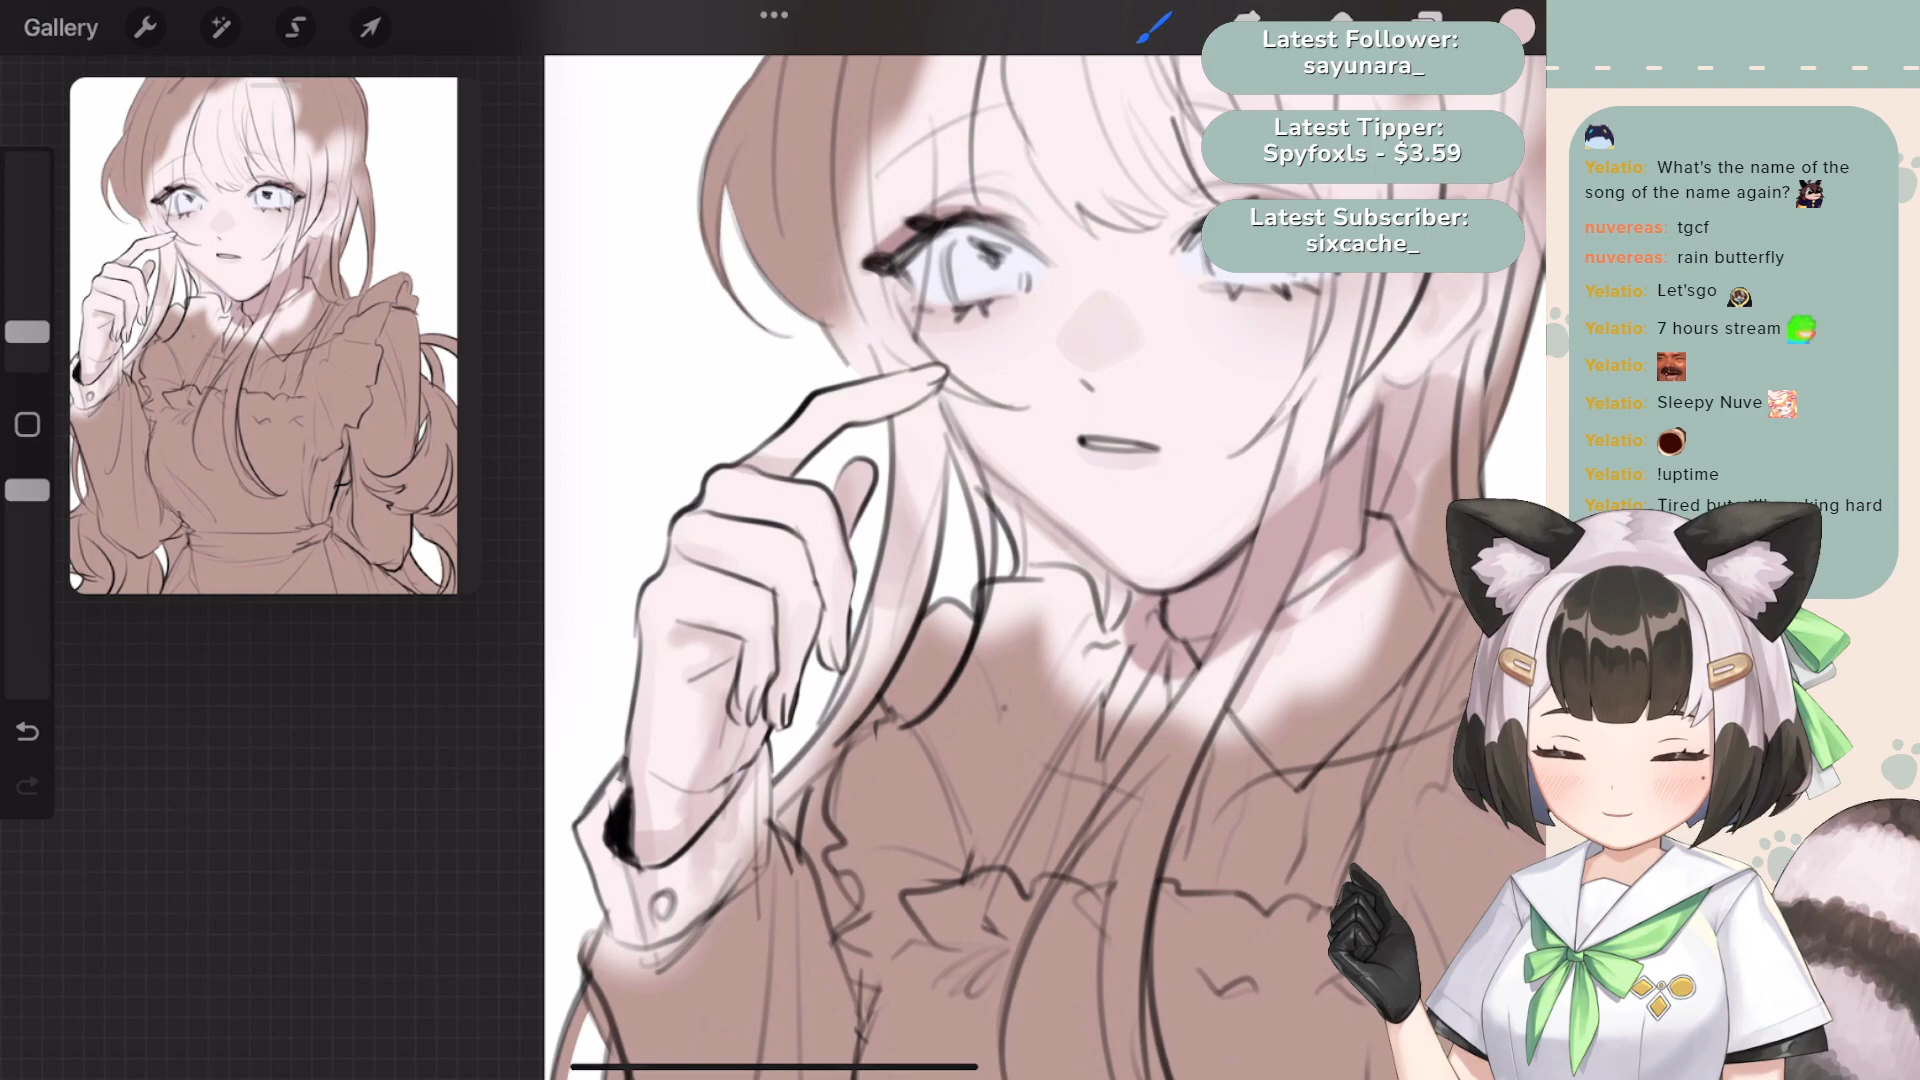 Gallery
Latest Follower:
sayunara_
Latest Tipper:
Spyfoxls - $3.59
Latest Subscriber:
sixcache_
Yelatio: What's the name of the
song of the name again?
nuvereas: tgcf
nuvereas: rain butterfly
Yelatio: Let'sgo
Yelatio: 7 hours stream
Yelatio:
Yelatio: Sleepy Nuve
Yelatio:
Yelatio: !uptime
Yelatio: Tired but hard